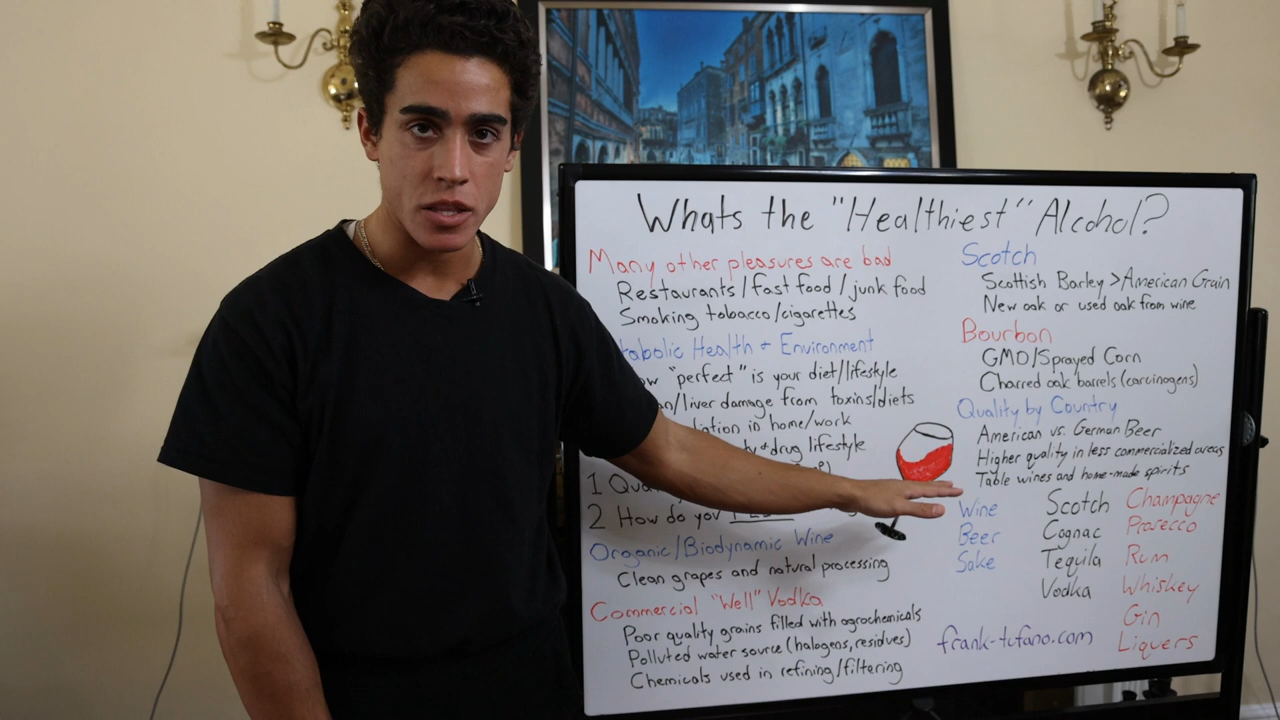 Whats the "Healthiest" Alcohol?
Many other pleasures are bad
Restaurants/fast food/junk food
Smoking tobacco/cigarettes
Health + Environment
"perfect" is your diet/lifestyle
/liver damage from toxins/diets
in home/work
drug lifestyle
1
2 How do you
Organic/Biodynamic Wine
Clean grapes and natural processing
Commercial "Well" Vodka
Poor quality grains filled with agrochemicals
Polluted water source (halogens, residues)
Chemicals used in refining/filtering
Scotch
Scottish Barley > American Grain
New oak or used oak from wine
Bourbon
GMO/Sprayed Corn
Charred oak barrels (carcinogens)
Quality by Country
American vs. German Beer
Higher quality in less commercialized areas
Table wines and home-made spirits
Wine
Beer
Sake
Scotch
Cognac
Tequila
Vodka
Champagne
Prosecco
Rum
Whiskey
Gin
Liquers
frank-tufano.com